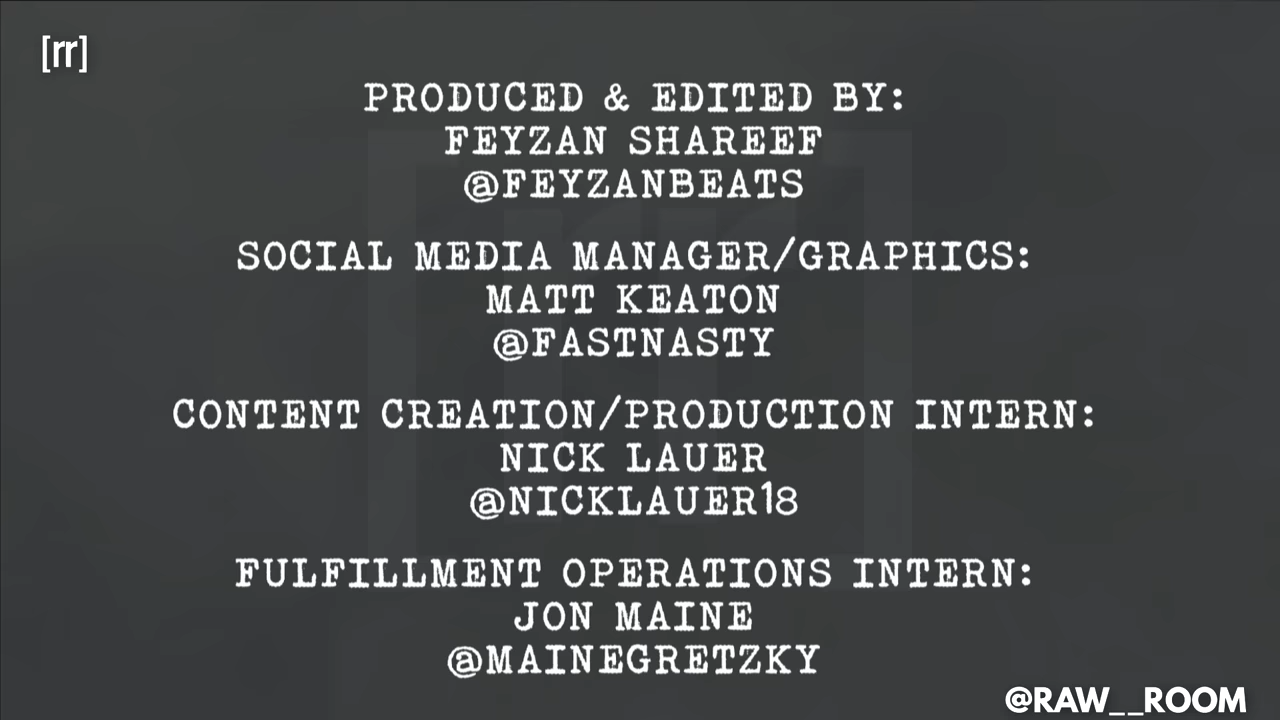 [rr]
PRODUCED & EDITED BY:
FEYZAN SHAREEF
@FEYZANBEATS
SOCIAL MEDIA MANAGER/GRAPHICS:
MATT KEATON
@FASTNASTY
CONTENT CREATION/PRODUCTION INTERN:
NICK LAUER
@NICKLAUER18
FULFILLMENT OPERATIONS INTERN:
JON MAINE
@MAINEGRETZKY
@RAW__ROOM